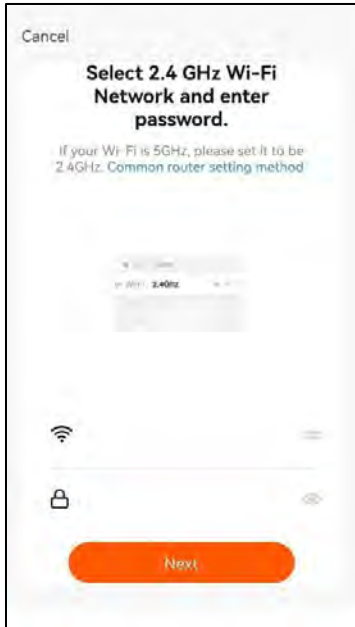 Cancel
Select 2.4 GHz Wi-Fi
Network and enter
password.
If your Wi-Fi is 5GHz, please set it to be
2.4GHz. Common router setting method
2.4Ghz
Next